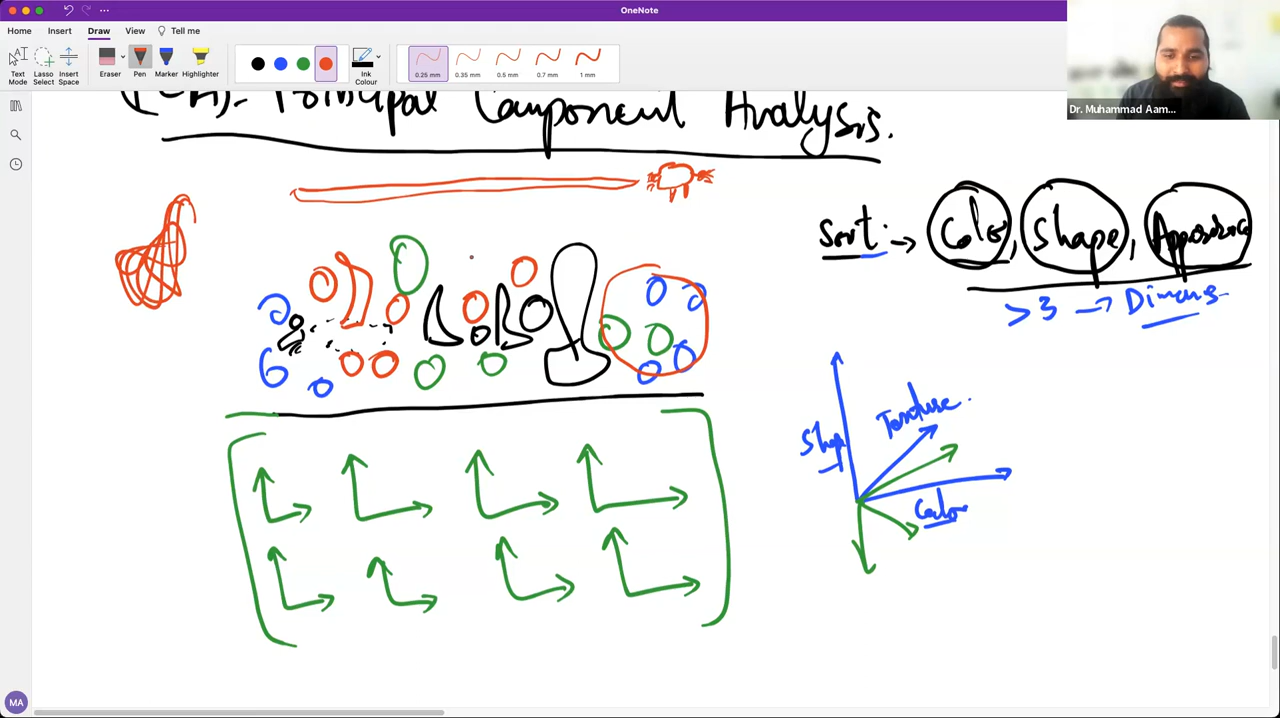 OneNote
Home Insert Draw View Tell me
Text Mode
Lasso Select
Insert Space
Eraser
Pen
Marker
Highlighter
Ink Colour
0.25 mm
0.35 mm
0.5 mm
0.7 mm
1 mm
Dr. Muhammad Aam...
(PCA)- Principal Component Analysis.
Sort: → Color, Shape, Appearance
>3 → Dimens.
Shape
Texture.
Color
MA